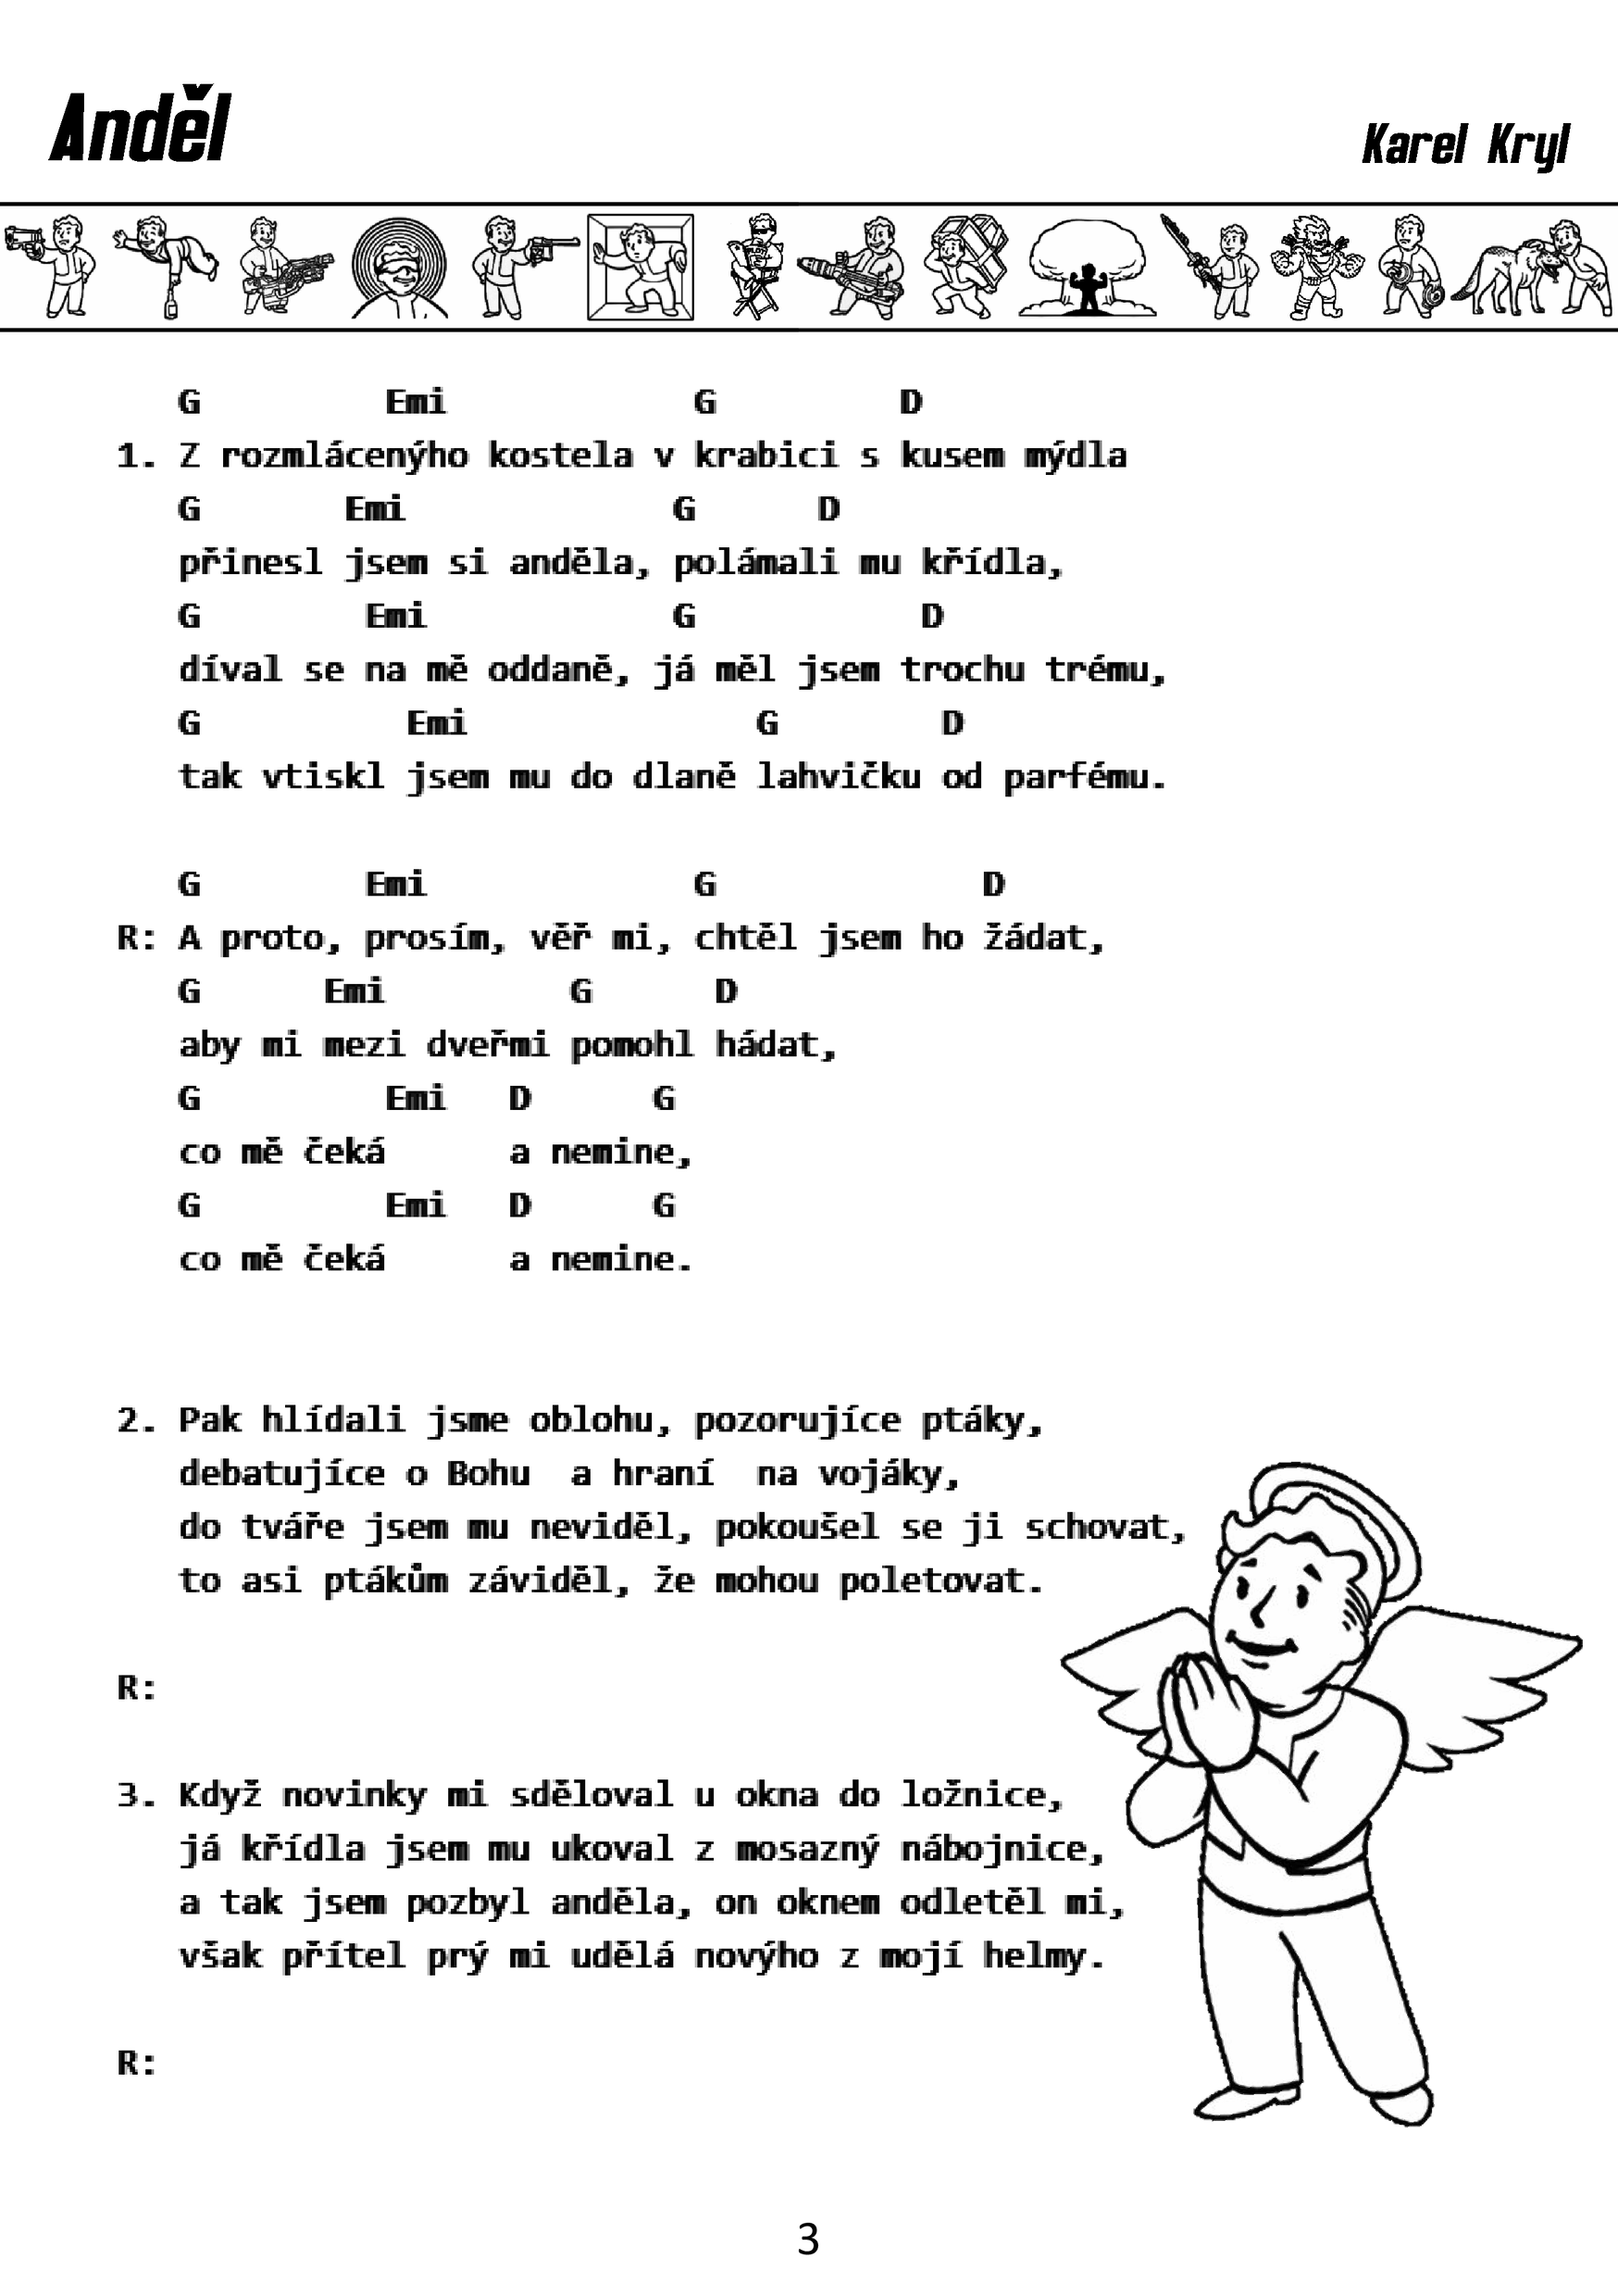 Anděl
Karel Kryl
G Emi G D
1. Z rozmlácenýho kostela v krabici s kusem mýdla
G Emi G D
přinesl jsem si anděla, polámali mu křídla,
G Emi G D
díval se na mě oddaně, já měl jsem trochu trému,
G Emi G D
tak vtiskl jsem mu do dlaně lahvičku od parfému.
G Emi G D
R: A proto, prosím, věř mi, chtěl jsem ho žádat,
G Emi G D
aby mi mezi dveřmi pomohl hádat,
G Emi D G
co mě čeká a nemine,
G Emi D G
co mě čeká a nemine.
2. Pak hlídali jsme oblohu, pozorujíce ptáky,
debatujíce o Bohu a hraní na vojáky,
do tváře jsem mu neviděl, pokoušel se ji schovat,
to asi ptákům záviděl, že mohou poletovat.
R:
3. Když novinky mi sděloval u okna do ložnice,
já křídla jsem mu ukoval z mosazný nábojnice,
a tak jsem pozbyl anděla, on oknem odletěl mi,
však přítel prý mi udělá novýho z mojí helmy.
R:
3